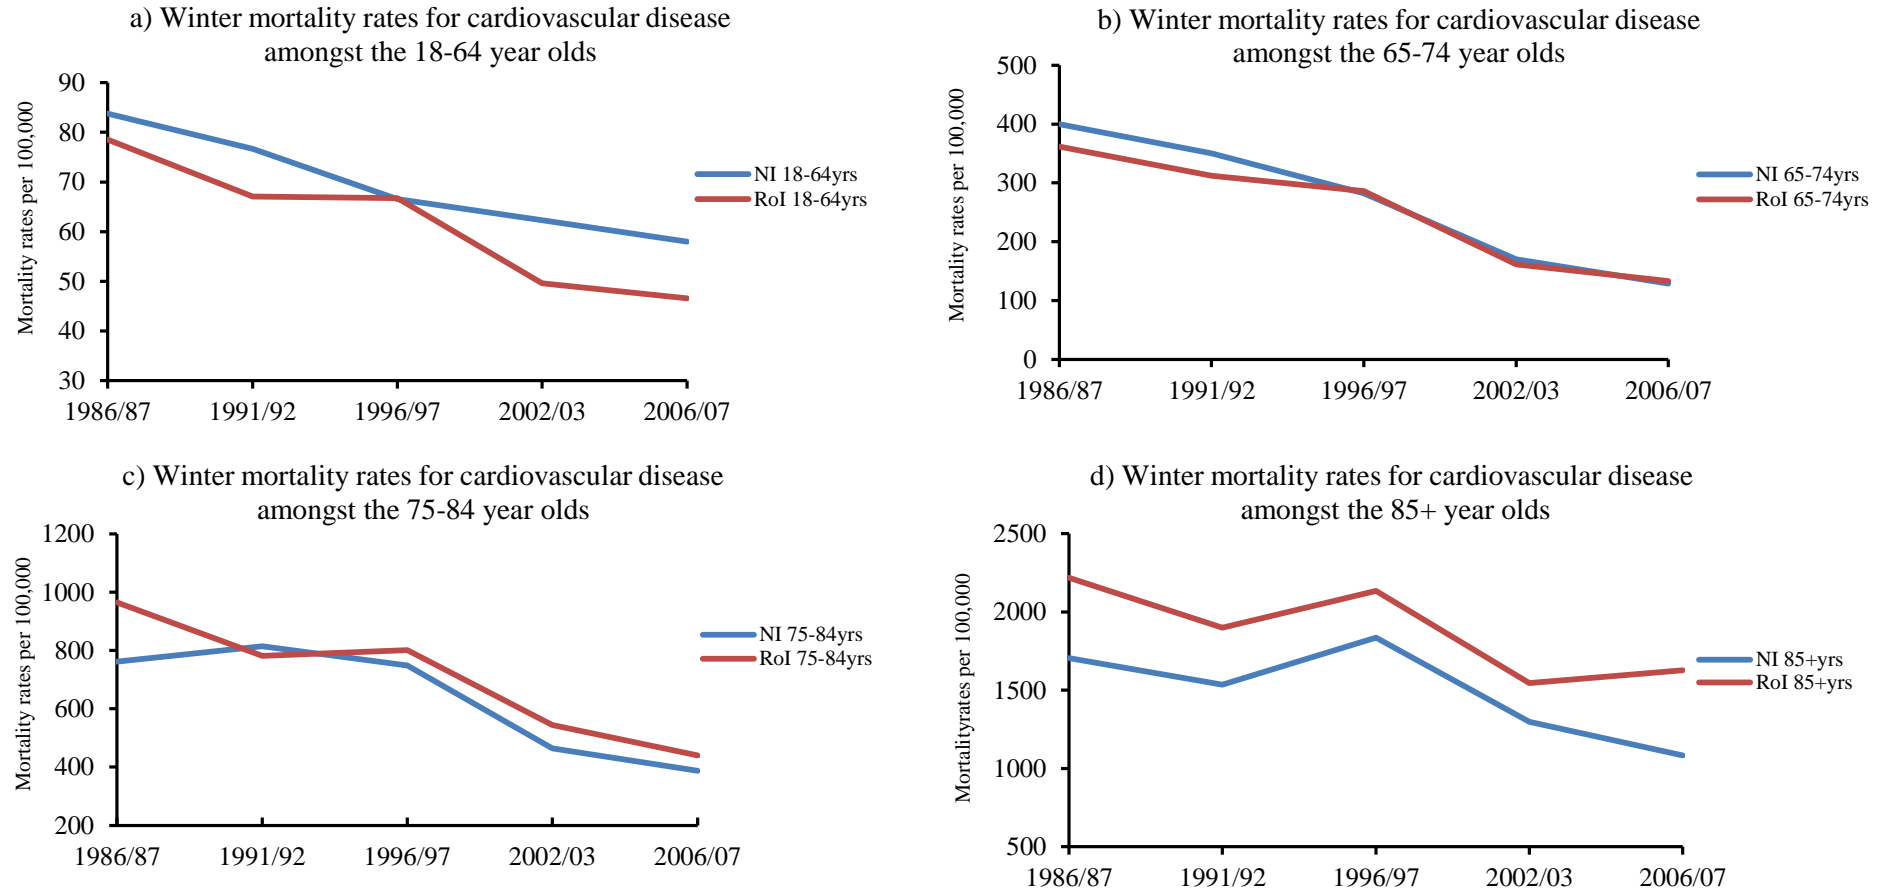 a) Winter mortality rates for cardiovascular disease
amongst the 18-64 year olds
Mortality rates per 100,000
90
80
70
60
50
40
30
1986/87 1991/92 1996/97 2002/03 2006/07
NI 18-64yrs
RoI 18-64yrs
b) Winter mortality rates for cardiovascular disease
amongst the 65-74 year olds
Mortality rates per 100,000
500
400
300
200
100
0
1986/87 1991/92 1996/97 2002/03 2006/07
NI 65-74yrs
RoI 65-74yrs
c) Winter mortality rates for cardiovascular disease
amongst the 75-84 year olds
Mortality rates per 100,000
1200
1000
800
600
400
200
1986/87 1991/92 1996/97 2002/03 2006/07
NI 75-84yrs
RoI 75-84yrs
d) Winter mortality rates for cardiovascular disease
amongst the 85+ year olds
Mortalityrates per 100,000
2500
2000
1500
1000
500
1986/87 1991/92 1996/97 2002/03 2006/07
NI 85+yrs
RoI 85+yrs